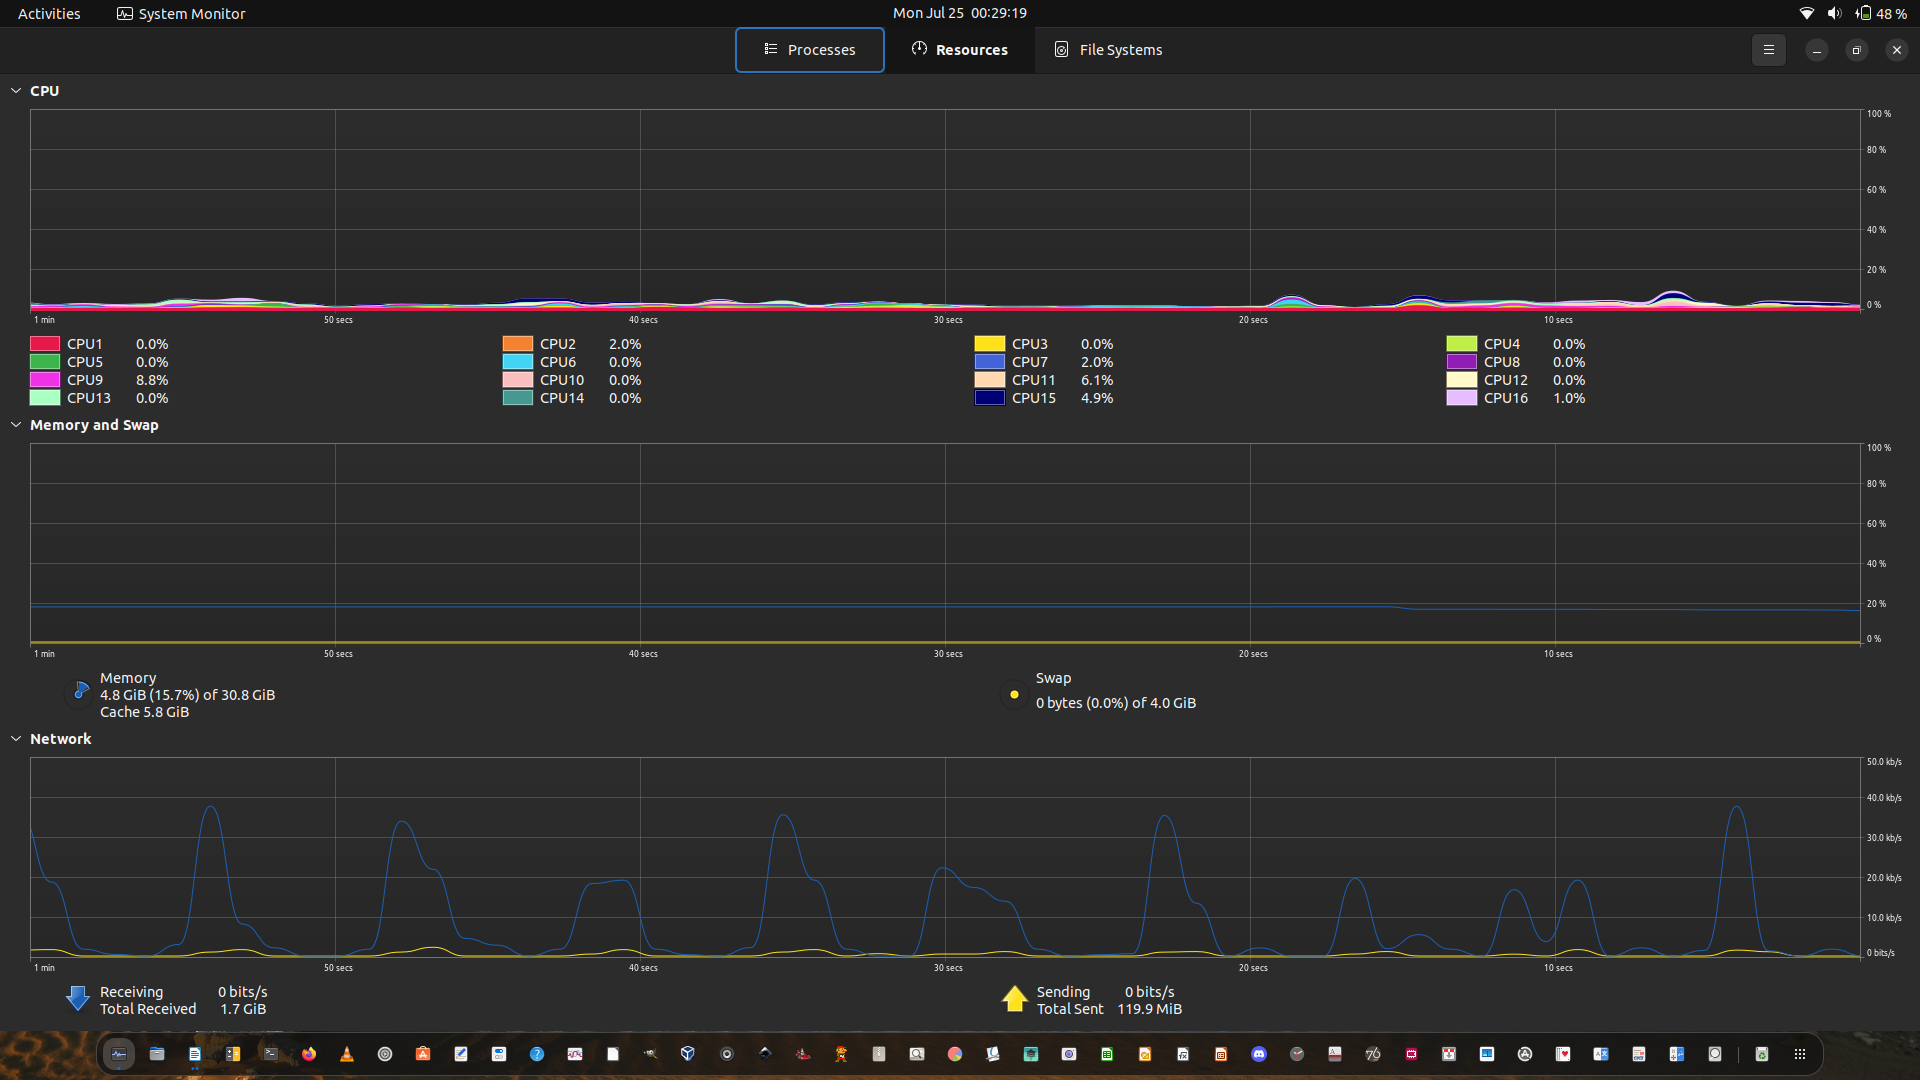 Activities System Monitor Mon Jul 25 00:29:19 48 %
Processes Resources File Systems
CPU
100 %
80 %
60 %
40 %
20 %
0 %
1 min 50 secs 40 secs 30 secs 20 secs 10 secs
CPU1 0.0% CPU2 2.0% CPU3 0.0% CPU4 0.0%
CPU5 0.0% CPU6 0.0% CPU7 2.0% CPU8 0.0%
CPU9 8.8% CPU10 0.0% CPU11 6.1% CPU12 0.0%
CPU13 0.0% CPU14 0.0% CPU15 4.9% CPU16 1.0%
Memory and Swap
100 %
80 %
60 %
40 %
20 %
0 %
1 min 50 secs 40 secs 30 secs 20 secs 10 secs
Memory Swap
4.8 GiB (15.7%) of 30.8 GiB 0 bytes (0.0%) of 4.0 GiB
Cache 5.8 GiB
Network
50.0 kb/s
40.0 kb/s
30.0 kb/s
20.0 kb/s
10.0 kb/s
0 bits/s
1 min 50 secs 40 secs 30 secs 20 secs 10 secs
Receiving 0 bits/s Sending 0 bits/s
Total Received 1.7 GiB Total Sent 119.9 MiB